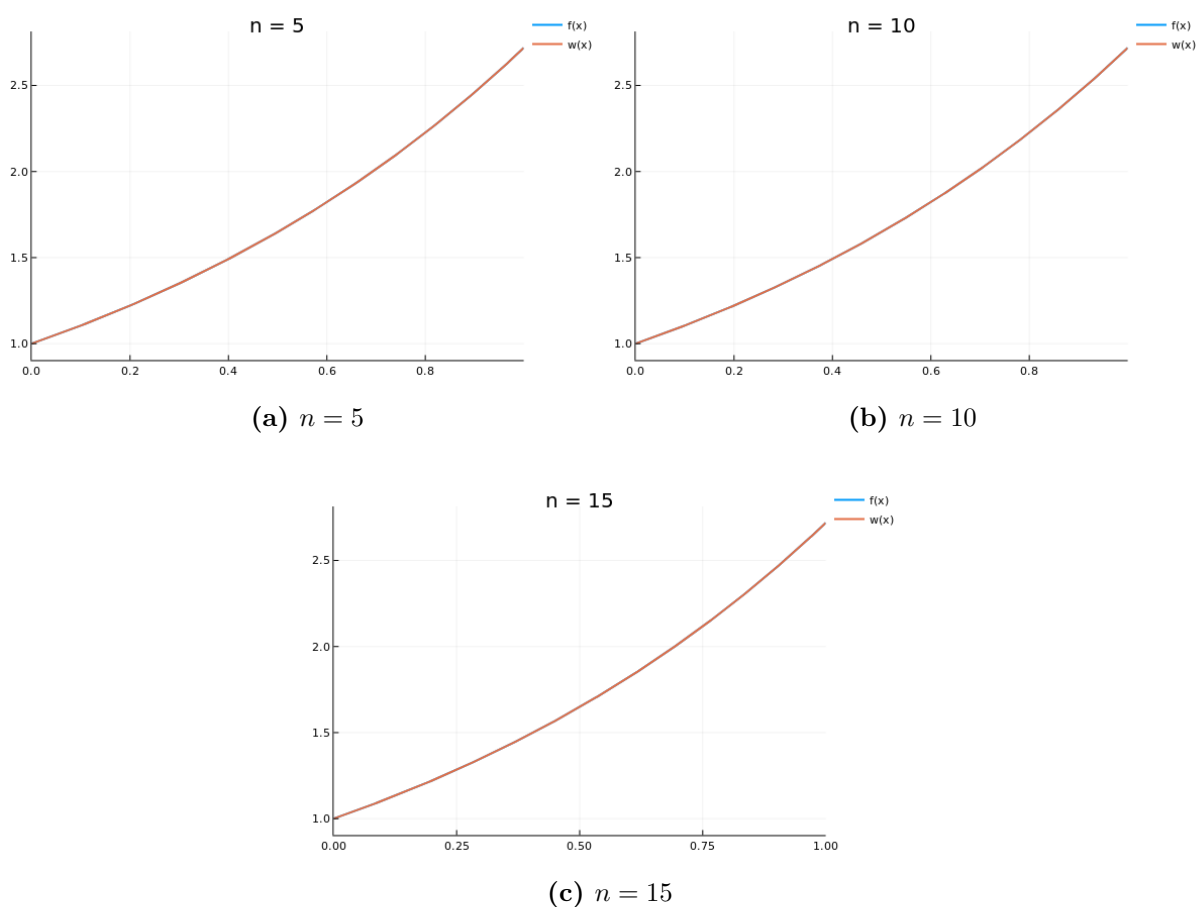 n = 5
f(x)
w(x)
2.5
2.0
1.5
1.0
0.0 0.2 0.4 0.6 0.8
(a) n = 5
n = 10
f(x)
w(x)
2.5
2.0
1.5
1.0
0.0 0.2 0.4 0.6 0.8
(b) n = 10
n = 15
f(x)
w(x)
2.5
2.0
1.5
1.0
0.00 0.25 0.50 0.75 1.00
(c) n = 15